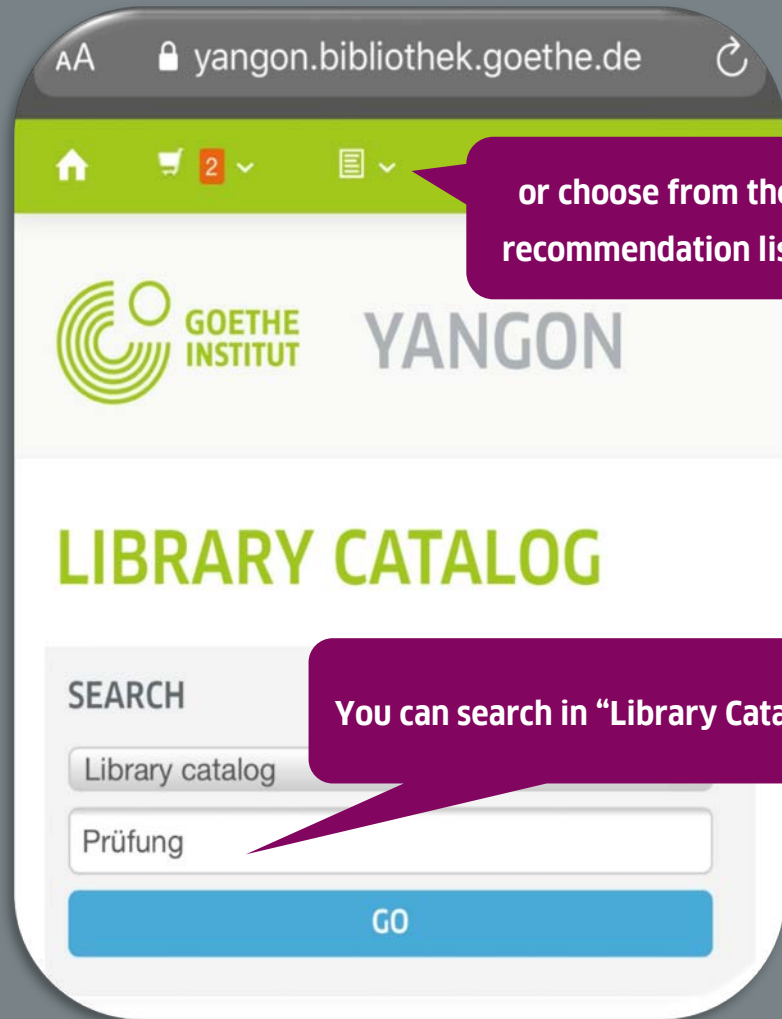 AA yangon.bibliothek.goethe.de
2
or choose from the
recommendation lis
GOETHE
INSTITUT
YANGON
LIBRARY CATALOG
SEARCH
You can search in “Library Cata
Library catalog
Prüfung
GO